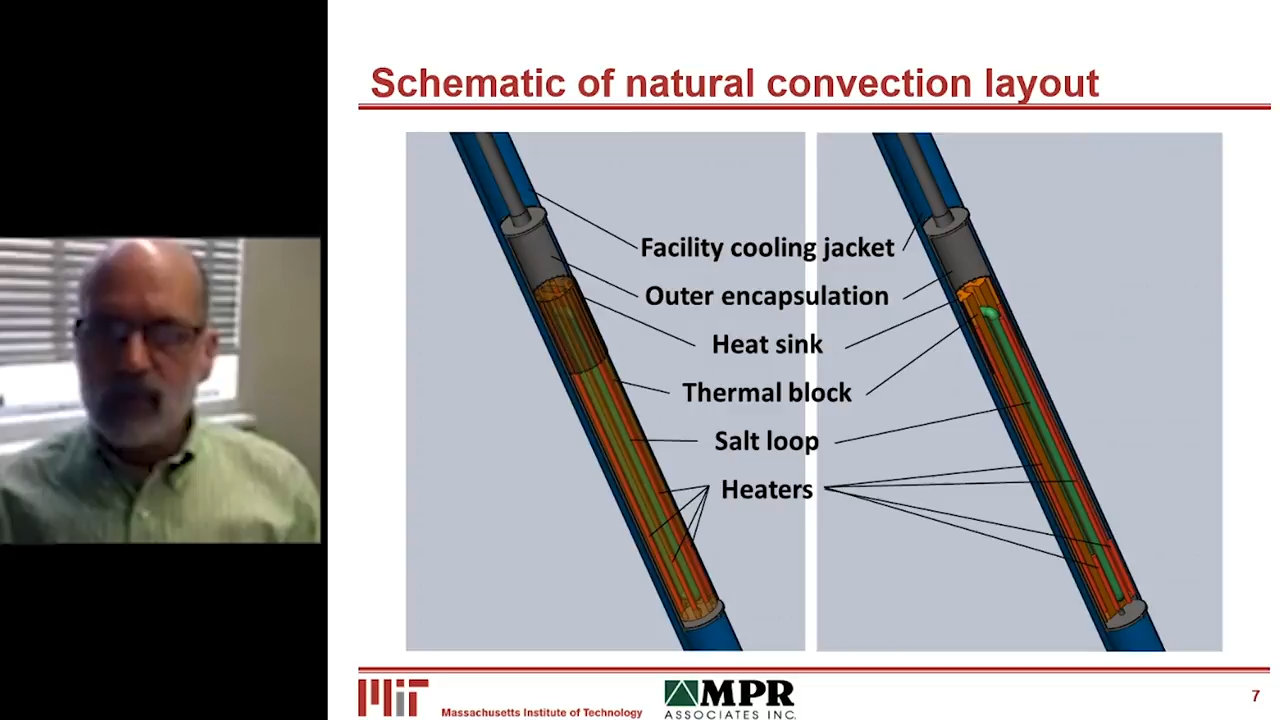 Schematic of natural convection layout
Facility cooling jacket
Outer encapsulation
Heat sink
Thermal block
Salt loop
Heaters
MIT
Massachusetts Institute of Technology
MPR
ASSOCIATES INC.
7